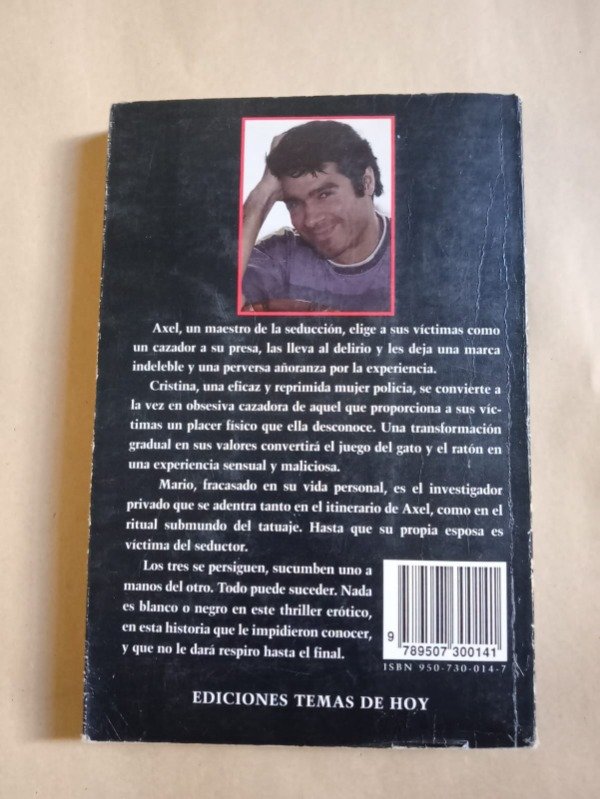 Axel, un maestro de la seducción, elige a sus víctimas como
un cazador a su presa, las lleva al delirio y les deja una marca
indeleble y una perversa añoranza por la experiencia.
Cristina, una eficaz y reprimida mujer policia, se convierte a
la vez en obsesiva cazadora de aquel que proporciona a sus víc-
timas un placer físico que ella desconoce. Una transformación
gradual en sus valores convertirá el juego del gato y el ratón en
una experiencia sensual y maliciosa.
Mario, fracasado en su vida personal, es el investigador
privado que se adentra tanto en el itinerario de Axel, como en el
ritual submundo del tatuaje. Hasta que su propia esposa es
víctima del seductor.
Los tres se persiguen, sucumben uno a
manos del otro. Todo puede suceder. Nada
es blanco o negro en este thriller erótico,
en esta historia que le impidieron conocer,
y que no le dará respiro hasta el final.
9 789507 300141
ISBN 950-730-014-7
EDICIONES TEMAS DE HOY